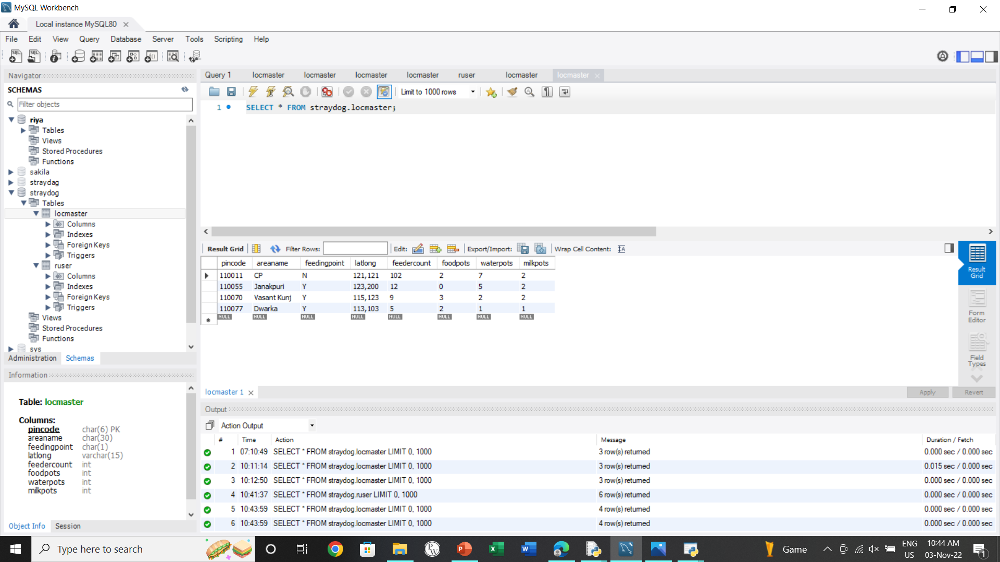 MySQL Workbench
Local instance MySQL80
File Edit View Query Database Server Tools Scripting Help
Navigator
SCHEMAS
Filter objects
riya
Tables
Views
Stored Procedures
Functions
sakila
straydag
straydog
Tables
locmaster
Columns
Indexes
Foreign Keys
Triggers
ruser
Columns
Indexes
Foreign Keys
Triggers
Views
Stored Procedures
Functions
sys
Administration Schemas
Information
Table: locmaster
Columns:
pincode char(6) PK
areaname char(30)
feedingpoint char(1)
latlong varchar(15)
feedercount int
foodpots int
waterpots int
milkpots int
Object Info Session
Query 1 locmaster locmaster locmaster locmaster ruser locmaster locmaster
Limit to 1000 rows
1 SELECT * FROM straydog.locmaster;
Result Grid Filter Rows: Edit: Export/Import: Wrap Cell Content:
pincode areaname feedingpoint latlong feedercount foodpots waterpots milkpots
110011 CP N 121,121 102 2 7 2
110055 Janakpuri Y 123,200 12 0 5 2
110070 Vasant Kunj Y 115,123 9 3 2 2
110077 Dwarka Y 113,103 5 2 1 1
NULL NULL NULL NULL NULL NULL NULL NULL
Result
Grid
Form
Editor
Field
Types
locmaster 1
Apply Revert
Output
Action Output
# Time Action Message Duration / Fetch
1 07:10:49 SELECT * FROM straydog.locmaster LIMIT 0, 1000 3 row(s) returned 0.000 sec / 0.000 sec
2 10:11:14 SELECT * FROM straydog.locmaster LIMIT 0, 1000 3 row(s) returned 0.015 sec / 0.000 sec
3 10:12:50 SELECT * FROM straydog.locmaster LIMIT 0, 1000 3 row(s) returned 0.000 sec / 0.000 sec
4 10:41:37 SELECT * FROM straydog.ruser LIMIT 0, 1000 6 row(s) returned 0.000 sec / 0.000 sec
5 10:43:59 SELECT * FROM straydog.locmaster LIMIT 0, 1000 4 row(s) returned 0.000 sec / 0.000 sec
6 10:43:59 SELECT * FROM straydog.locmaster LIMIT 0, 1000 4 row(s) returned 0.000 sec / 0.000 sec
Type here to search
Game
ENG
US
10:44 AM
03-Nov-22
1